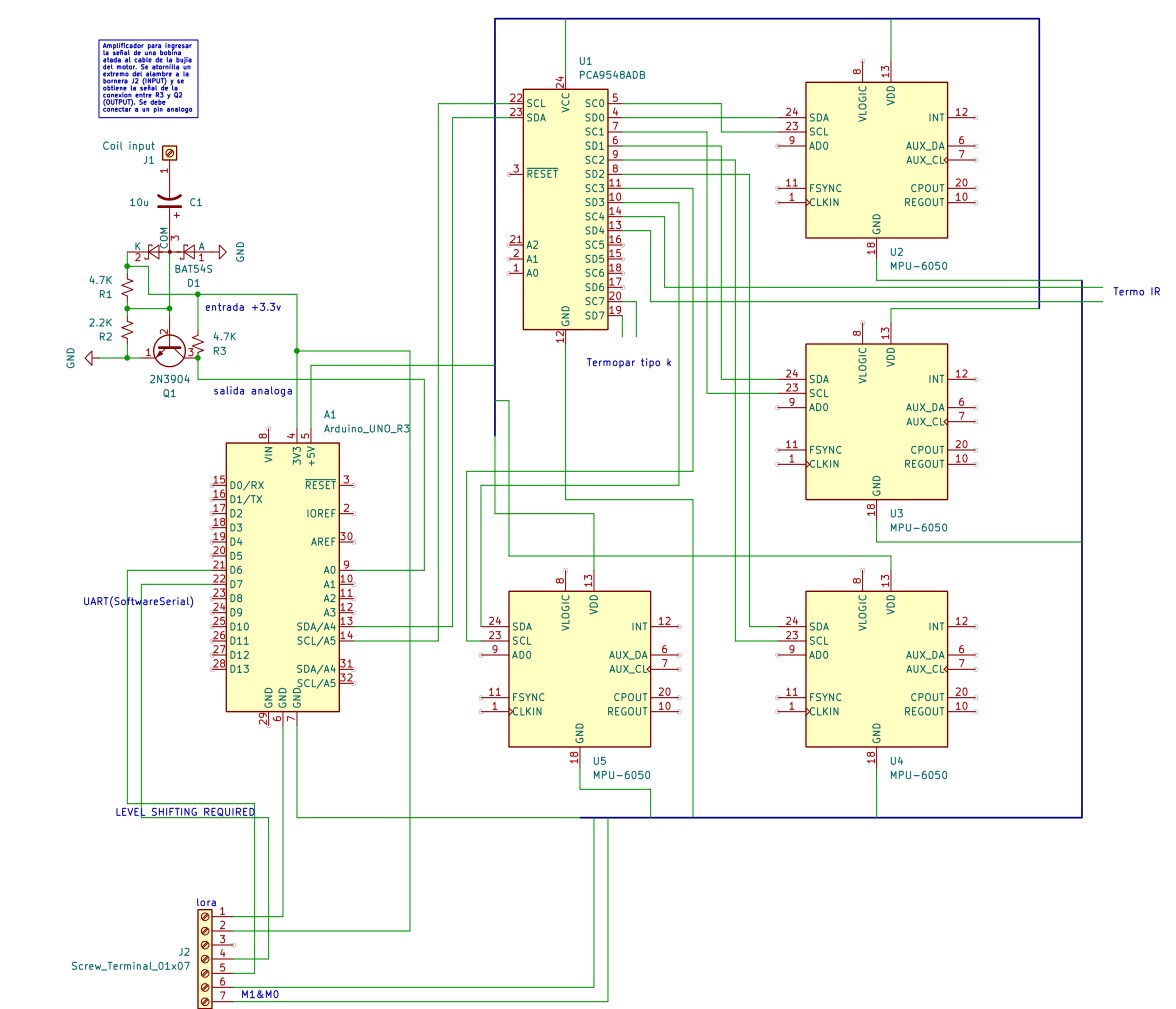 Amplificador para ingresar
la señal de una bobina
atada al cable de la bujia
del motor. Se atornilla un
extremo del alambre a la
bornera J2 (INPUT) y se
obtiene la señal de la
conexion entre R3 y Q2
(OUTPUT). Se debe
conectar a un pin analogo
Coil input
J1
1
10u
C1
+
COM
3
K
2
A
1
GND
BAT54S
D1
4.7K
R1
entrada +3.3v
2.2K
R2
2
4.7K
R3
GND
1
3
2N3904
Q1
salida analoga
A1
Arduino_UNO_R3
8
VIN
4
3V3
5
+5V
15 D0/RX
16 D1/TX
17 D2
18 D3
19 D4
20 D5
21 D6
22 D7
23 D8
24 D9
25 D10
26 D11
27 D12
28 D13
RESET 3
IOREF 2
AREF 30
A0 9
A1 10
A2 11
A3 12
SDA/A4 13
SCL/A5 14
SDA/A4 31
SCL/A5 32
GND
29
GND
6
GND
7
UART(SoftwareSerial)
LEVEL SHIFTING REQUIRED
lora
J2
Screw_Terminal_01x07
1
2
3
4
5
6
7
M1&M0
U1
PCA9548ADB
24
VCC
22 SCL
23 SDA
3 RESET
21 A2
2 A1
1 A0
SC0 5
SD0 4
SC1 7
SD1 6
SC2 9
SD2 8
SC3 11
SD3 10
SC4 14
SD4 13
SC5 16
SD5 15
SC6 18
SD6 17
SC7 20
SD7 19
GND
12
Termopar tipo k
Termo IR
8
VLOGIC
13
VDD
24 SDA
23 SCL
9 AD0
11 FSYNC
1 CLKIN
INT 12
AUX_DA 6
AUX_CL 7
CPOUT 20
REGOUT 10
GND
18
U2
MPU-6050
8
VLOGIC
13
VDD
24 SDA
23 SCL
9 AD0
11 FSYNC
1 CLKIN
INT 12
AUX_DA 6
AUX_CL 7
CPOUT 20
REGOUT 10
GND
18
U3
MPU-6050
8
VLOGIC
13
VDD
24 SDA
23 SCL
9 AD0
11 FSYNC
1 CLKIN
INT 12
AUX_DA 6
AUX_CL 7
CPOUT 20
REGOUT 10
GND
18
U5
MPU-6050
8
VLOGIC
13
VDD
24 SDA
23 SCL
9 AD0
11 FSYNC
1 CLKIN
INT 12
AUX_DA 6
AUX_CL 7
CPOUT 20
REGOUT 10
GND
18
U4
MPU-6050